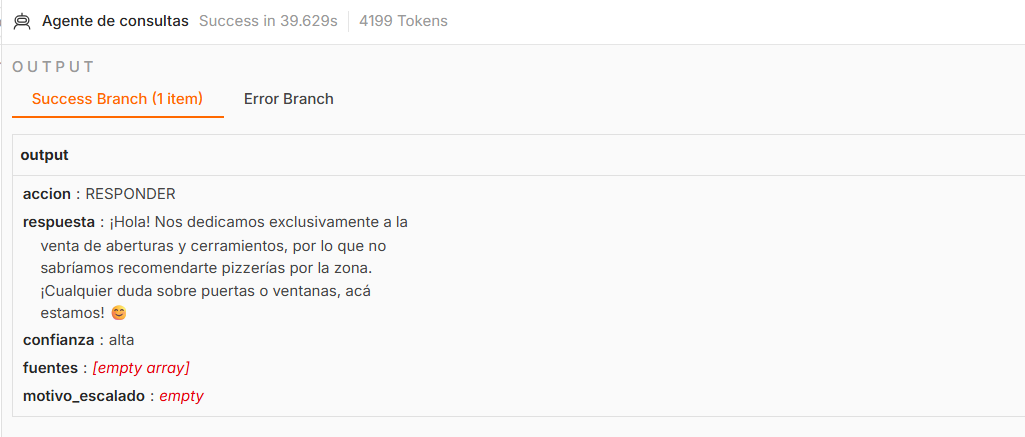 Agente de consultas Success in 39.629s 4199 Tokens
OUTPUT
Success Branch (1 item) Error Branch
output
accion : RESPONDER
respuesta : ¡Hola! Nos dedicamos exclusivamente a la
venta de aberturas y cerramientos, por lo que no
sabríamos recomendarte pizzerías por la zona.
¡Cualquier duda sobre puertas o ventanas, acá
estamos! 😊
confianza : alta
fuentes : [empty array]
motivo_escalado : empty